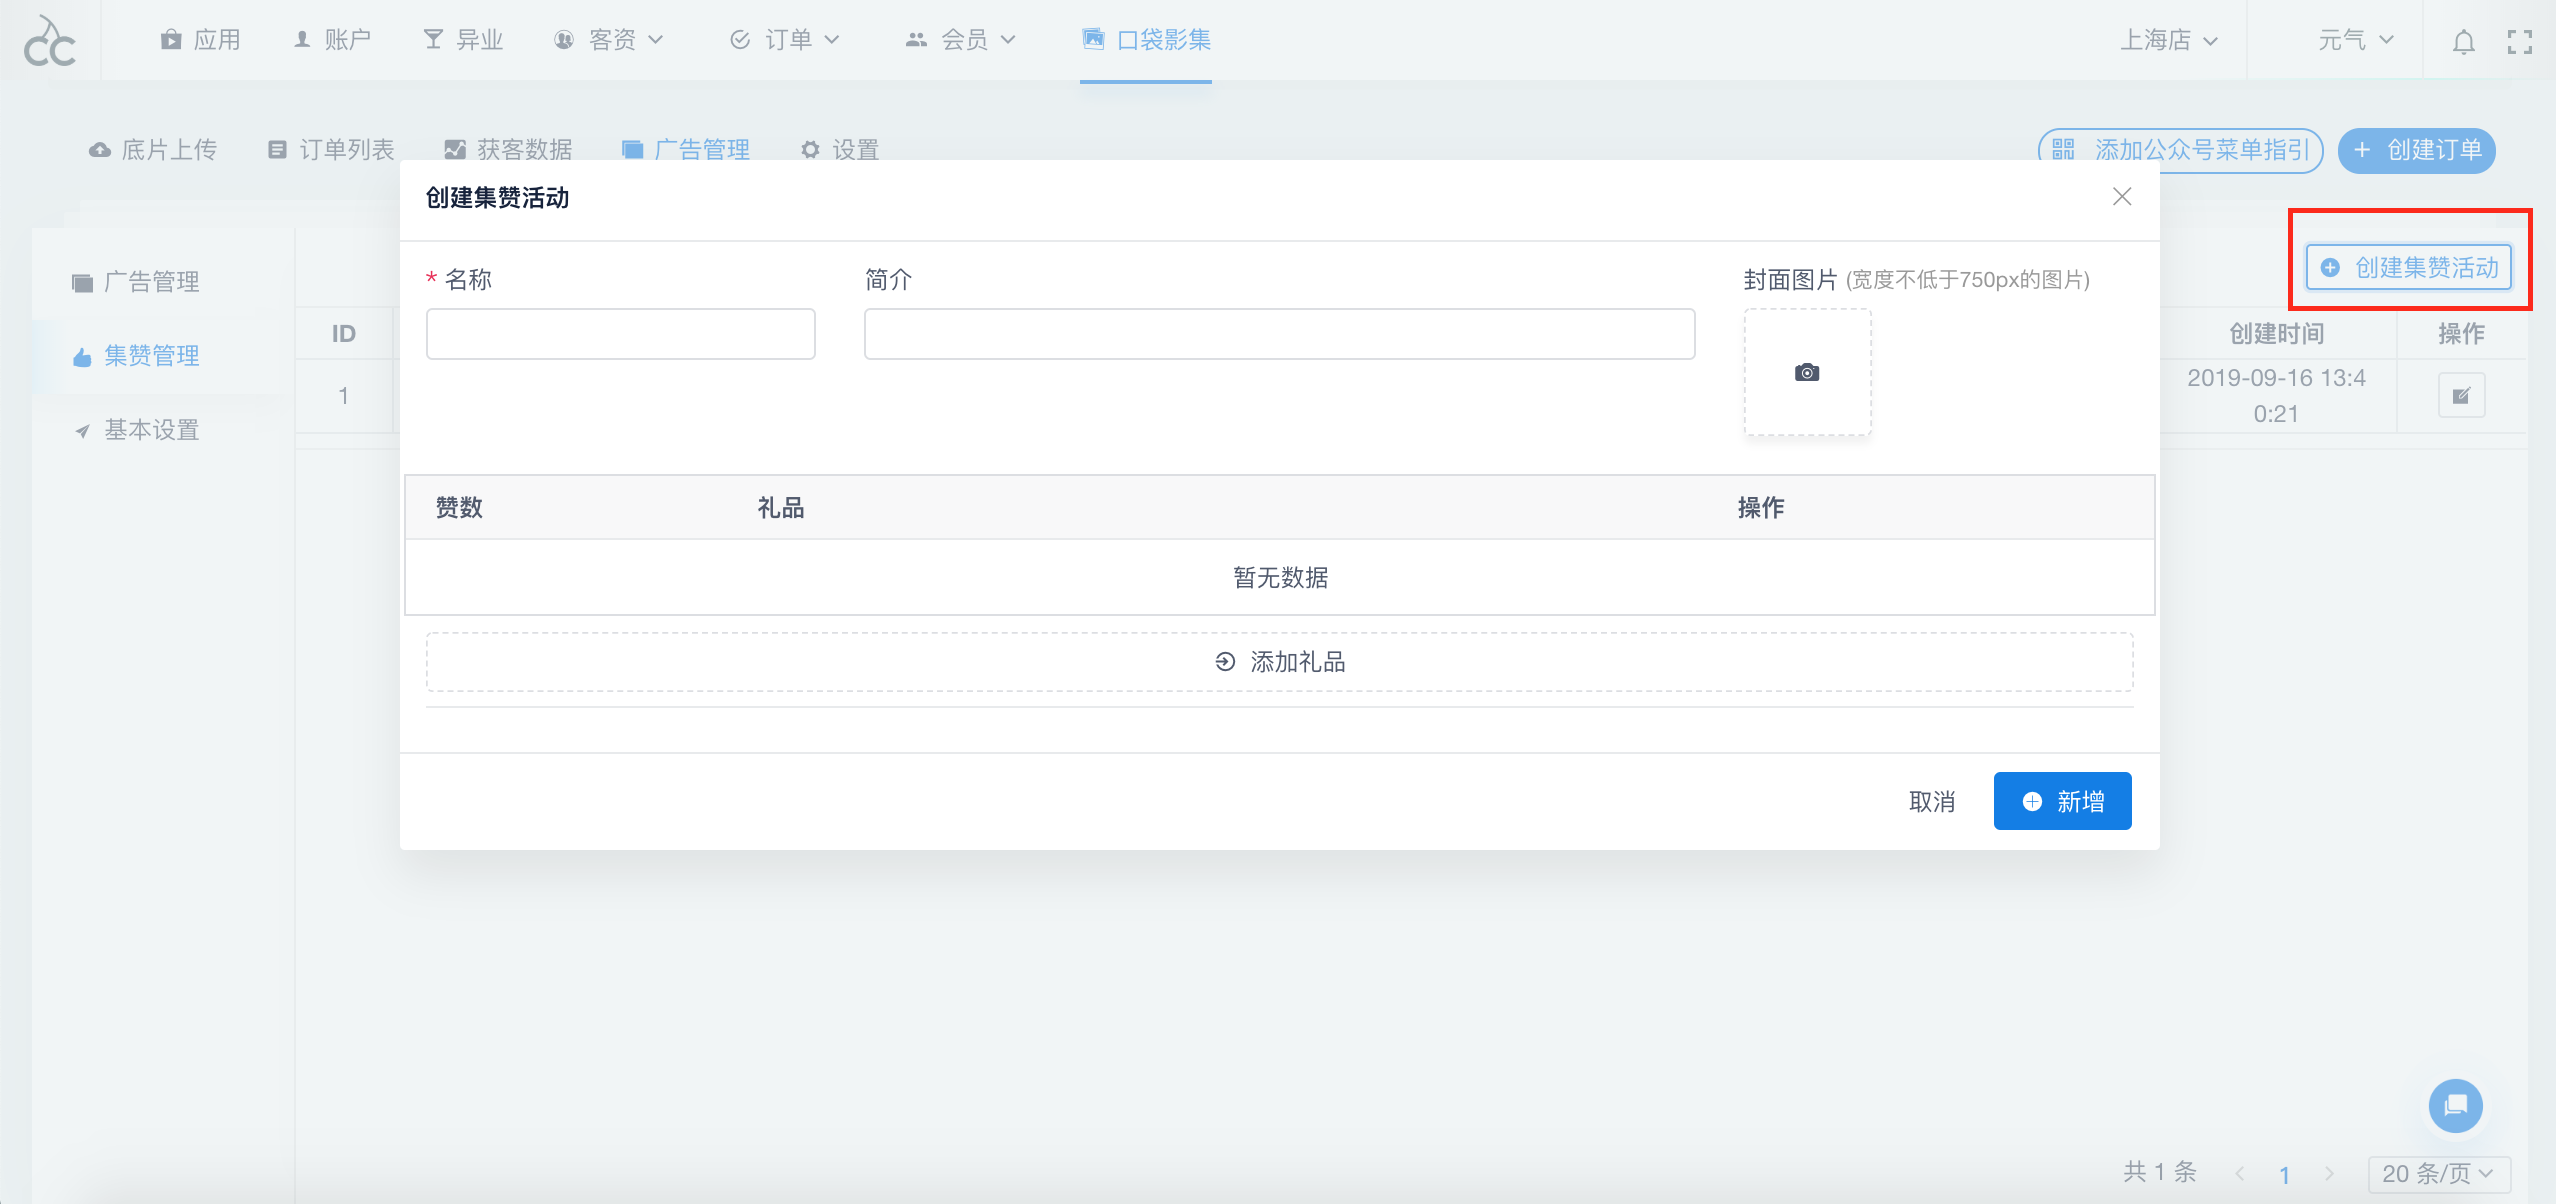 CC 应用 账户 异业 客资 订单 会员 口袋影集 上海店 元气
底片上传 订单列表 获客数据 广告管理 设置 添加公众号菜单指引 创建订单
创建集赞活动
创建集赞活动
广告管理
集赞管理
基本设置
ID 创建时间 操作
1 2019-09-16 13:4
0:21
* 名称 简介 封面图片 (宽度不低于750px的图片)
赞数 礼品 操作
暂无数据
添加礼品
取消 新增
共 1 条 1 20 条/页